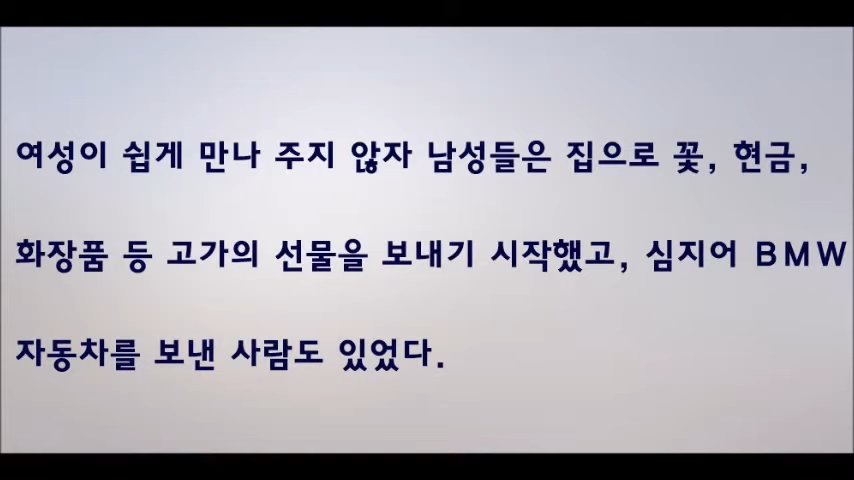 여성이 쉽게 만나 주지 않자 남성들은 집으로 꽃, 현금,
화장품 등 고가의 선물을 보내기 시작했고, 심지어 BMW
자동차를 보낸 사람도 있었다.